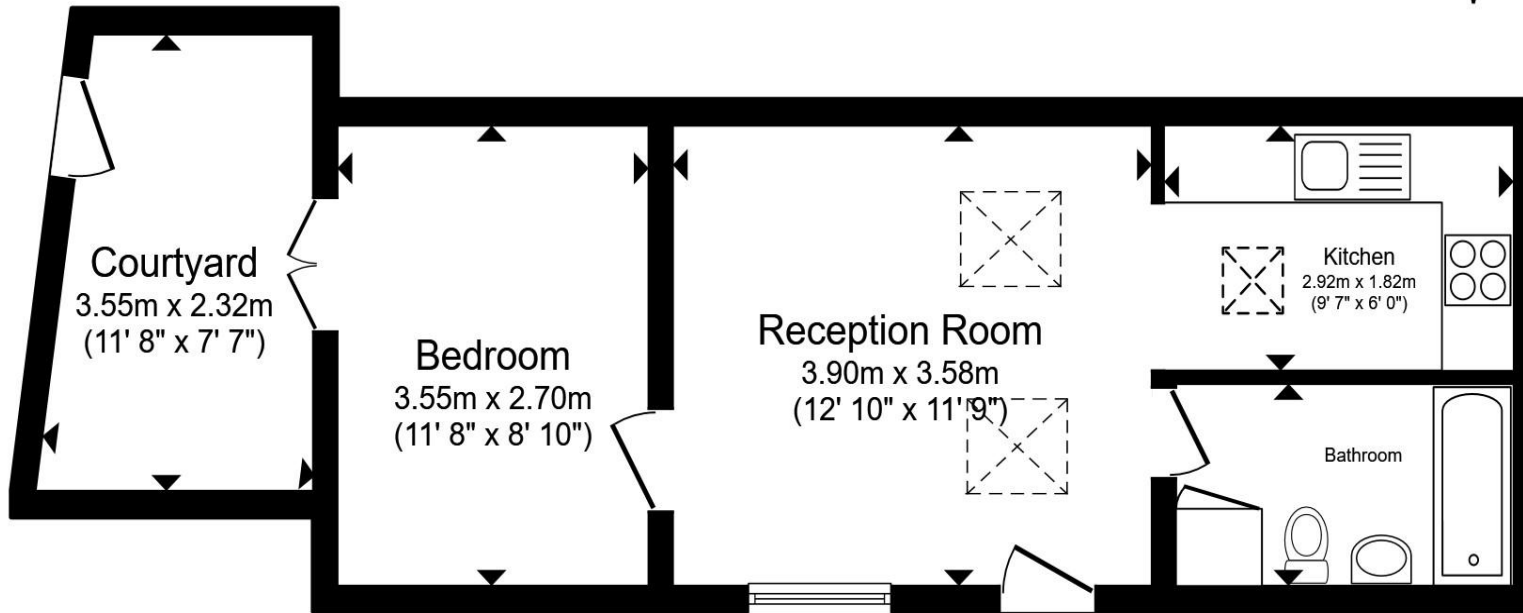 Courtyard
3.55m x 2.32m
(11' 8" x 7' 7")
Bedroom
3.55m x 2.70m
(11' 8" x 8' 10")
Reception Room
3.90m x 3.58m
(12' 10" x 11' 9")
Kitchen
2.92m x 1.82m
(9' 7" x 6' 0")
Bathroom